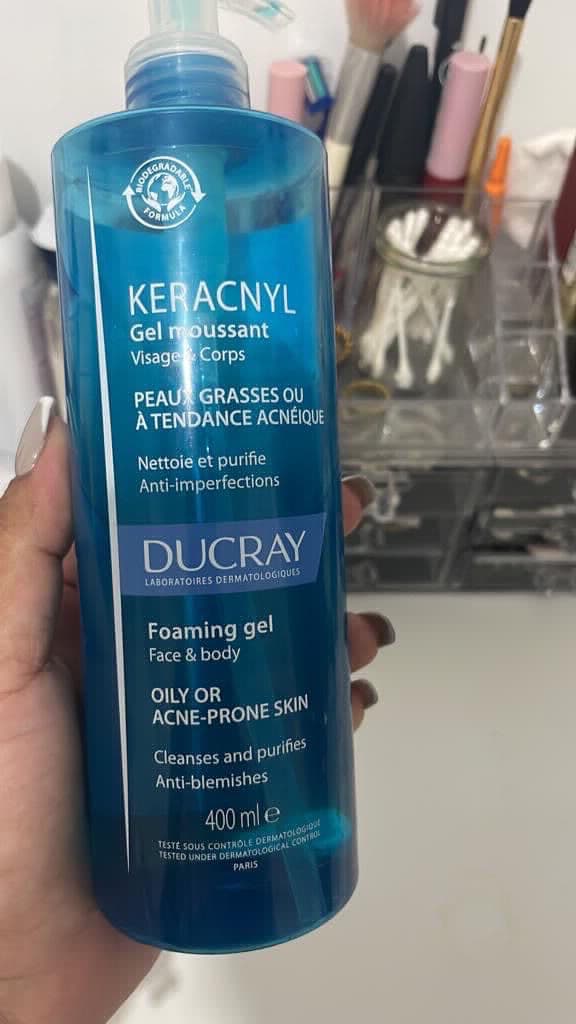 BIODEGRADABLE
FORMULA
KERACNYL
Gel moussant
Visage & Corps
PEAUX GRASSES OU
À TENDANCE ACNÉIQUE
Nettoie et purifie
Anti-imperfections
DUCRAY
LABORATOIRES DERMATOLOGIQUES
Foaming gel
Face & body
OILY OR
ACNE-PRONE SKIN
Cleanses and purifies
Anti-blemishes
400 ml ℮
TESTÉ SOUS CONTRÔLE DERMATOLOGIQUE
TESTED UNDER DERMATOLOGICAL CONTROL
PARIS